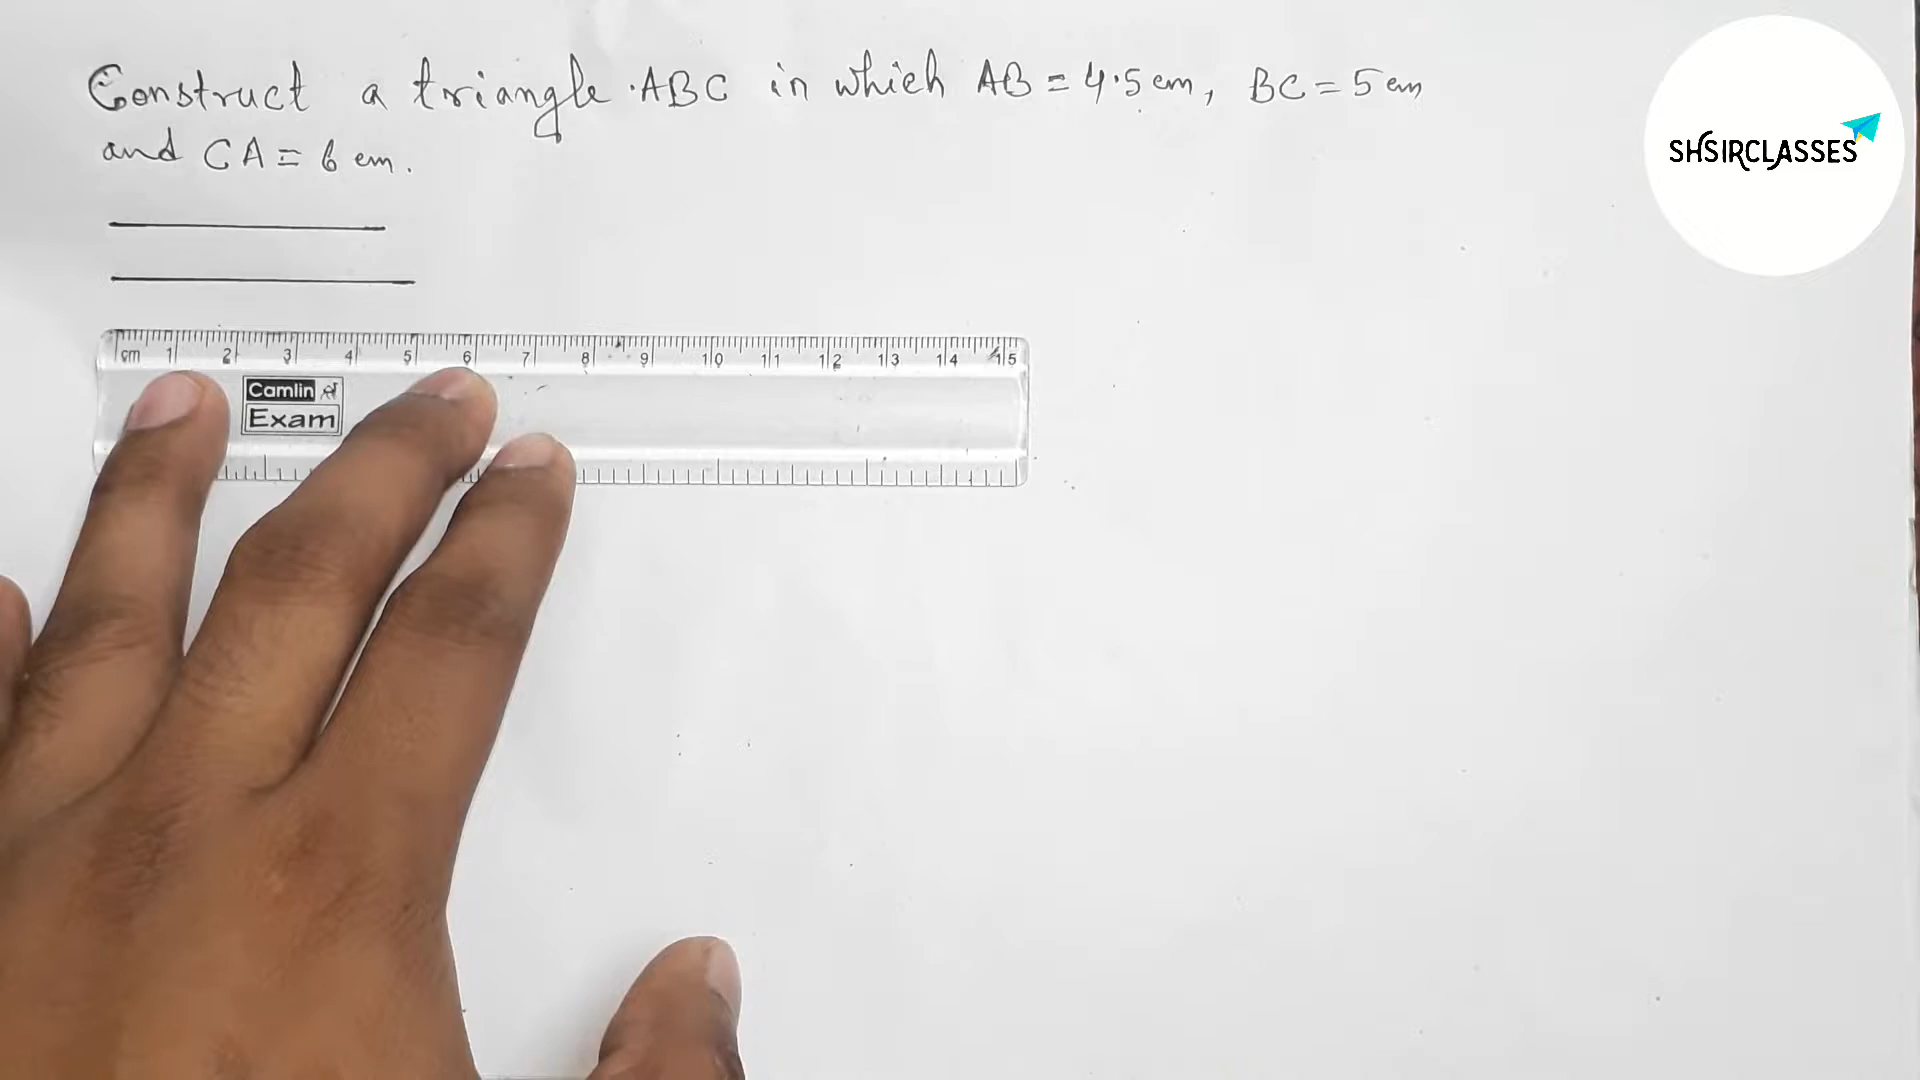 Construct a triangle ABC in which AB = 4.5 cm, BC = 5 cm
and CA = 6 cm.
SHSIRCLASSES
cm 1 2 3 4 5 6 7 8 9 10 11 12 13 14 15
Camlin
Exam